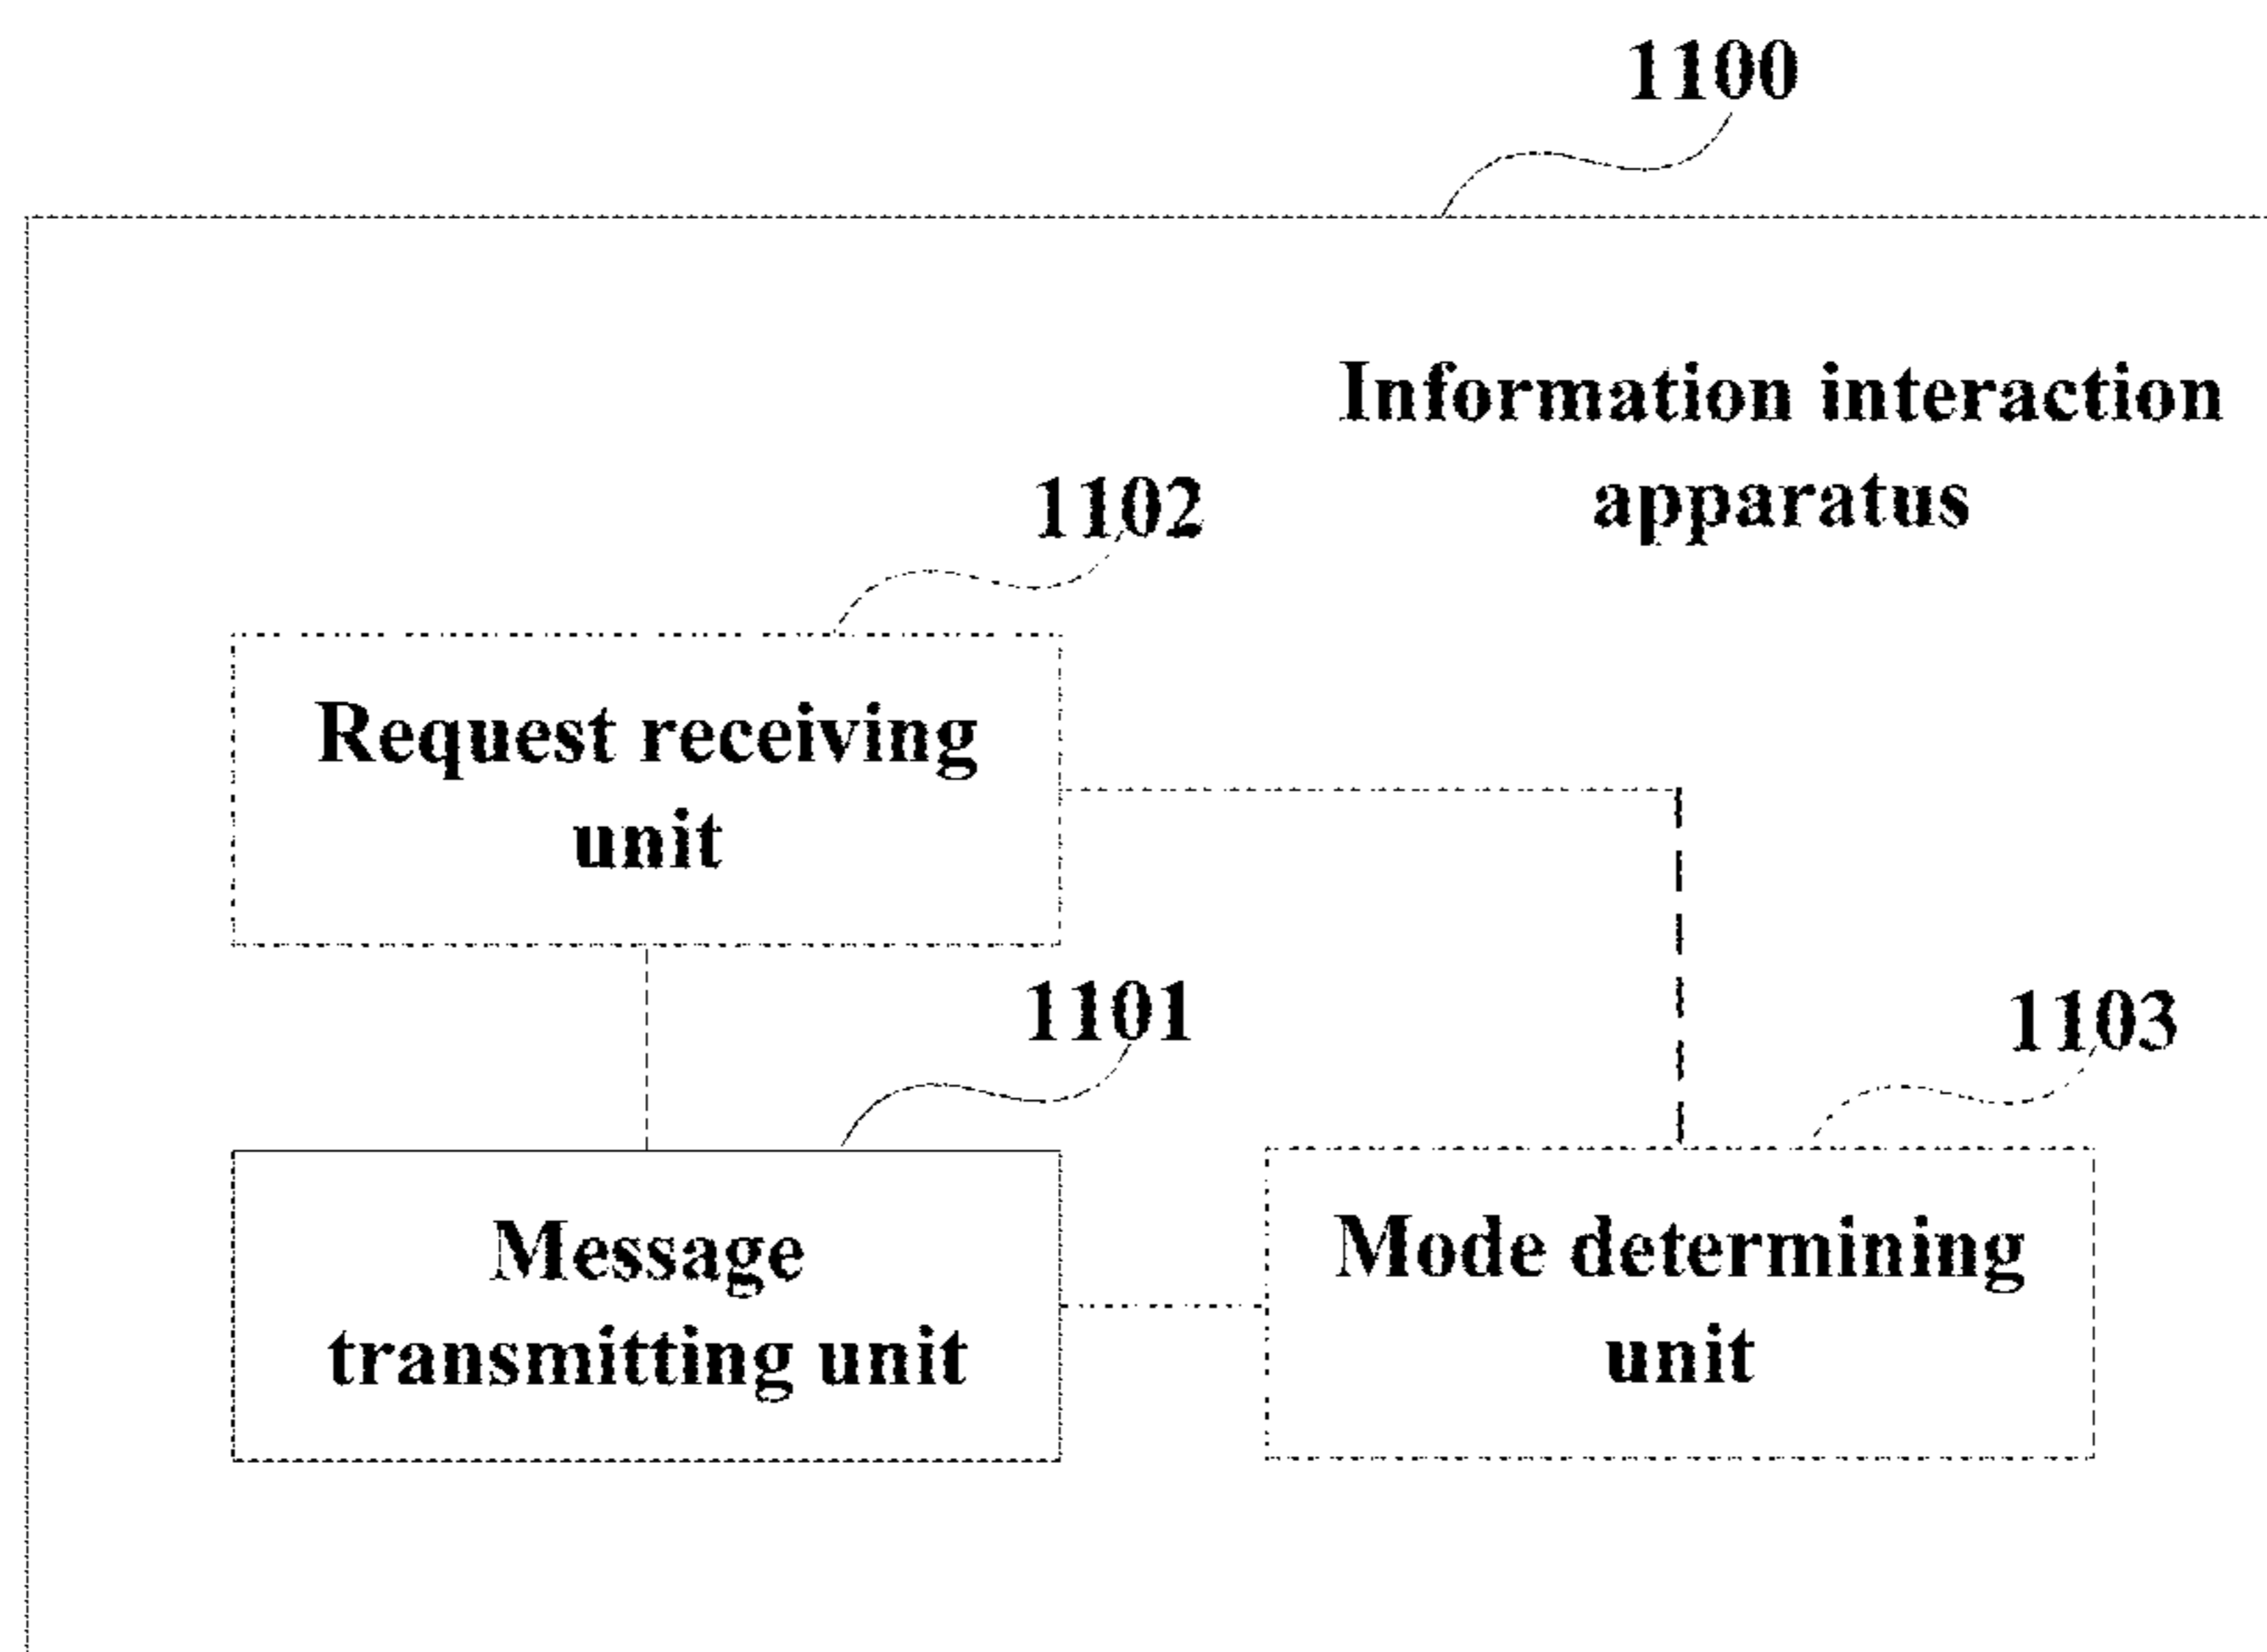 1100
Information interaction
apparatus
1102
Request receiving
unit
1101
1103
Message
transmitting unit
Mode determining
unit